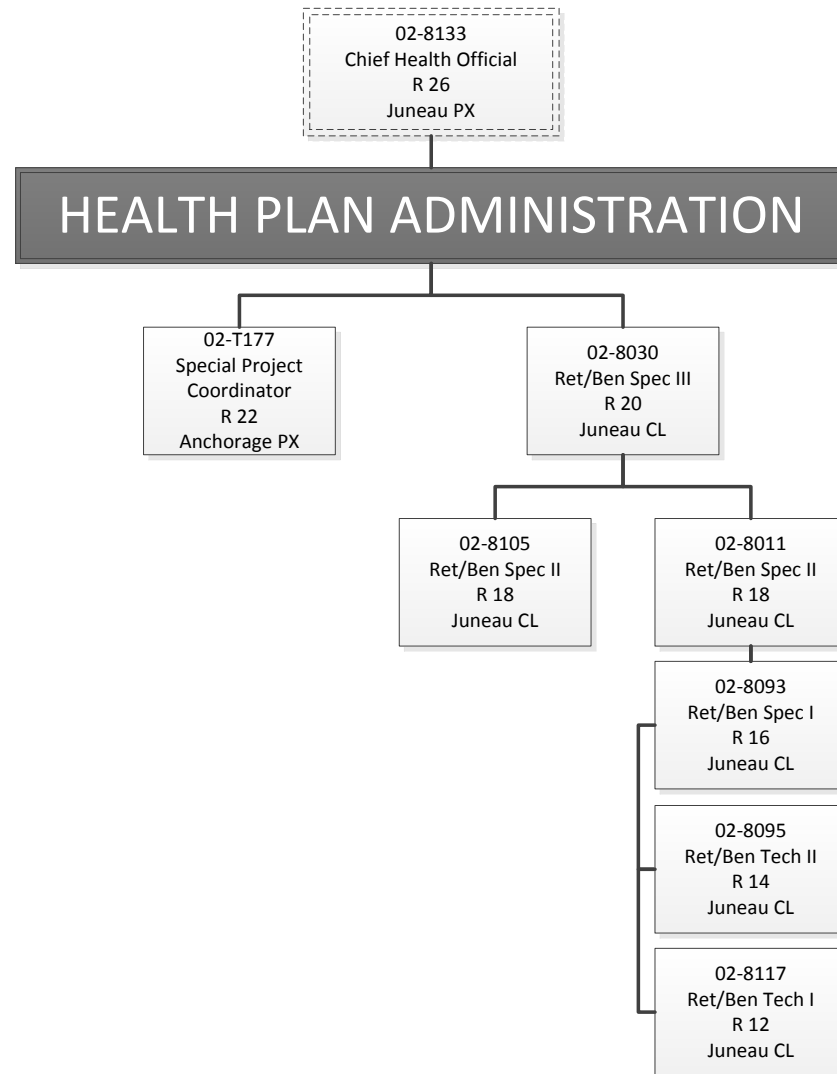 02-8133
Chief Health Official
R 26
Juneau PX
HEALTH PLAN ADMINISTRATION
02-T177
Special Project
Coordinator
R 22
Anchorage PX
02-8030
Ret/Ben Spec III
R 20
Juneau CL
02-8105
Ret/Ben Spec II
R 18
Juneau CL
02-8011
Ret/Ben Spec II
R 18
Juneau CL
02-8093
Ret/Ben Spec I
R 16
Juneau CL
02-8095
Ret/Ben Tech II
R 14
Juneau CL
02-8117
Ret/Ben Tech I
R 12
Juneau CL